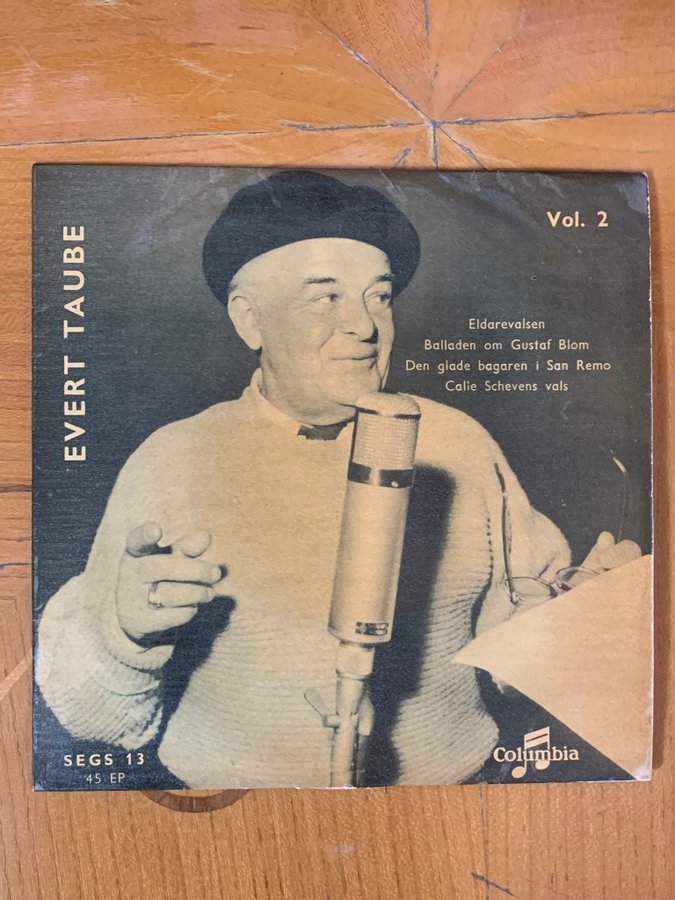 EVERT TAUBE
Vol. 2
Eldarevalsen
Balladen om Gustaf Blom
Den glade bagaren i San Remo
Calle Schevens vals
SEGS 13
45 EP
Columbia